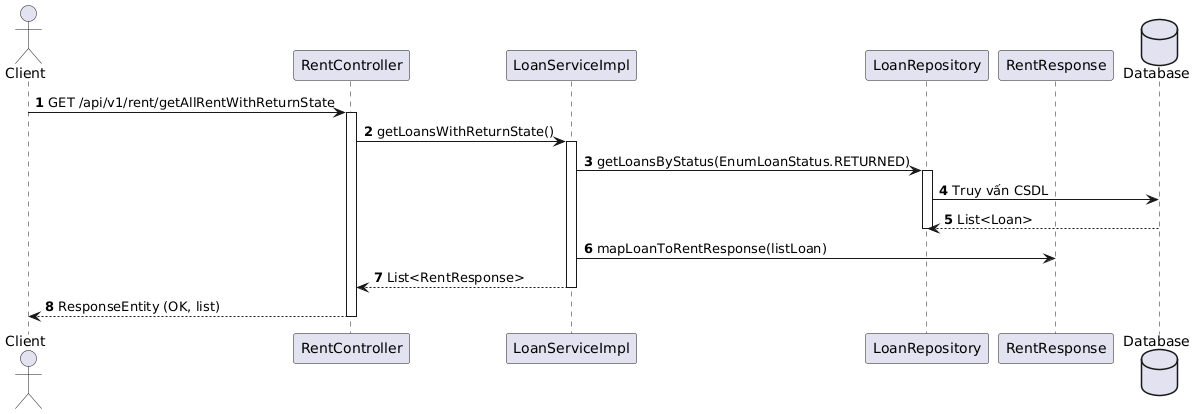 Client
RentController
LoanServiceImpl
LoanRepository
RentResponse
Database
1 GET /api/v1/rent/getAllRentWithReturnState
2 getLoansWithReturnState()
3 getLoansByStatus(EnumLoanStatus.RETURNED)
4 Truy vấn CSDL
5 List<Loan>
6 mapLoanToRentResponse(listLoan)
7 List<RentResponse>
8 ResponseEntity (OK, list)
Client
RentController
LoanServiceImpl
LoanRepository
RentResponse
Database